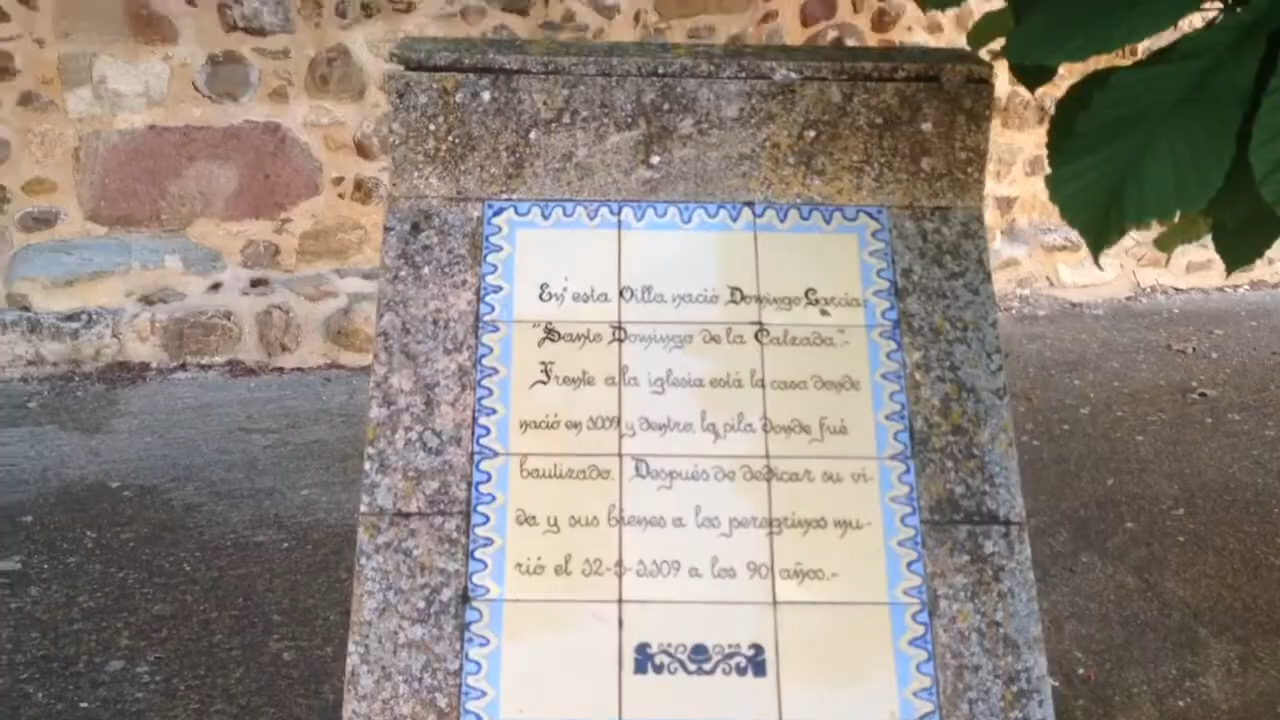 En esta Villa nació Domingo García
"Santo Domingo de la Calzada".-
Frente a la iglesia está la casa donde
nació en 1019 y dentro, la pila donde fué
bautizado. Después de dedicar su vi-
da y sus bienes a los peregrinos mu-
rió el 12-5-1109 a los 90 años.-